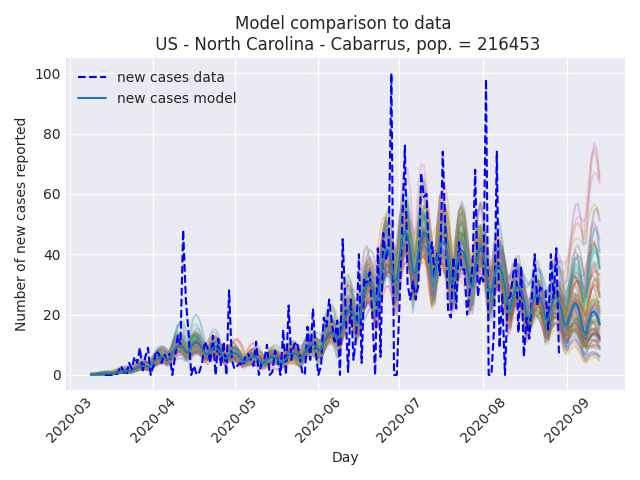 Model comparison to data
US - North Carolina - Cabarrus, pop. = 216453
new cases data
new cases model
Number of new cases reported
100
80
60
40
20
0
2020-03
2020-04
2020-05
2020-06
2020-07
2020-08
2020-09
Day